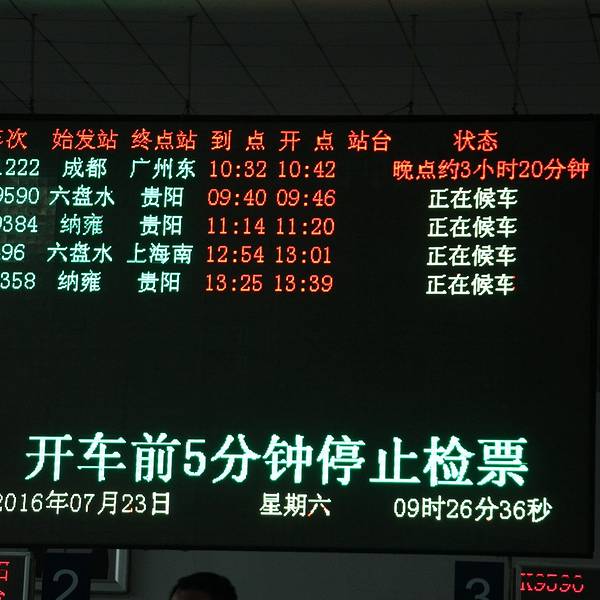 车次 始发站 终点站 到 点 开 点 站台 状态
1222 成都 广州东 10:32 10:42 晚点约3小时20分钟
9590 六盘水 贵阳 09:40 09:46 正在候车
9384 纳雍 贵阳 11:14 11:20 正在候车
496 六盘水 上海南 12:54 13:01 正在候车
358 纳雍 贵阳 13:25 13:39 正在候车
开车前5分钟停止检票
2016年07月23日 星期六 09时26分36秒
2 3 K9590